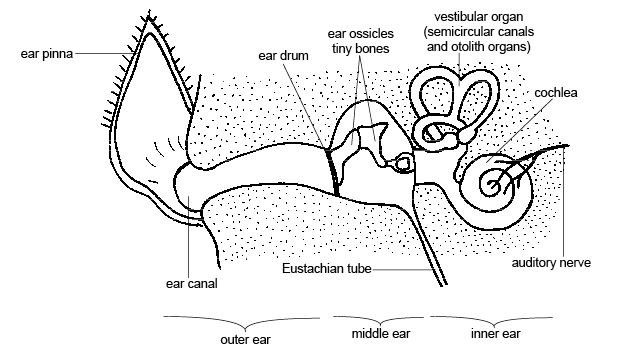 ear pinna
ear drum
ear ossicles
tiny bones
vestibular organ
(semicircular canals
and otolith organs)
cochlea
ear canal
Eustachian tube
auditory nerve
outer ear
middle ear
inner ear